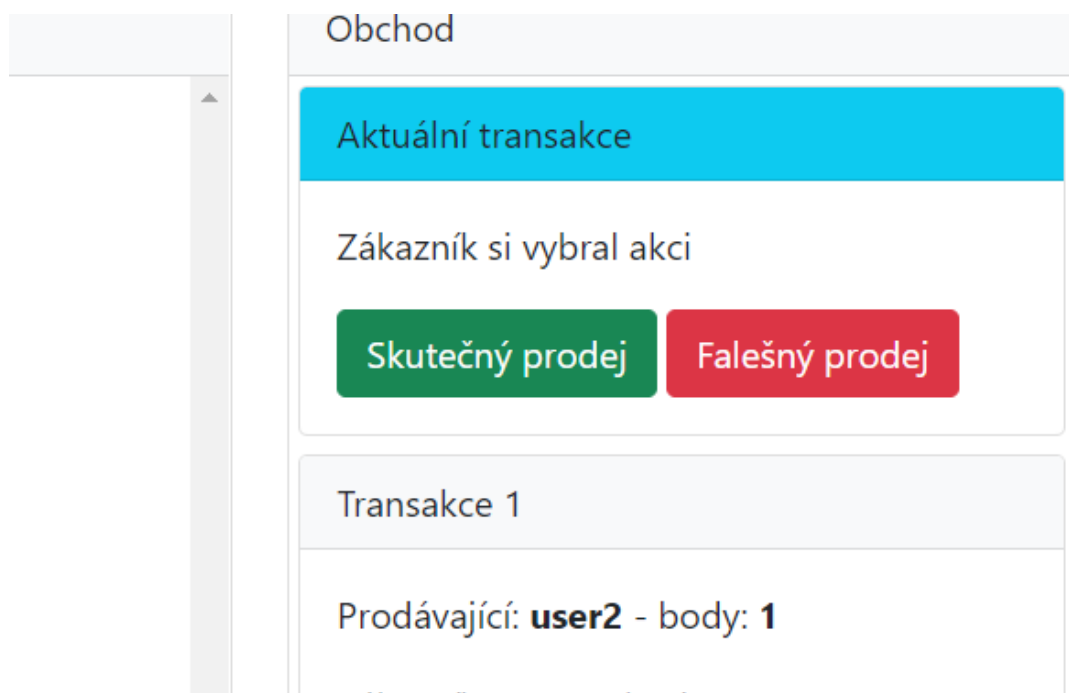 Obchod
Aktuální transakce
Zákazník si vybral akci
Skutečný prodej Falešný prodej
Transakce 1
Prodávající: user2 - body: 1